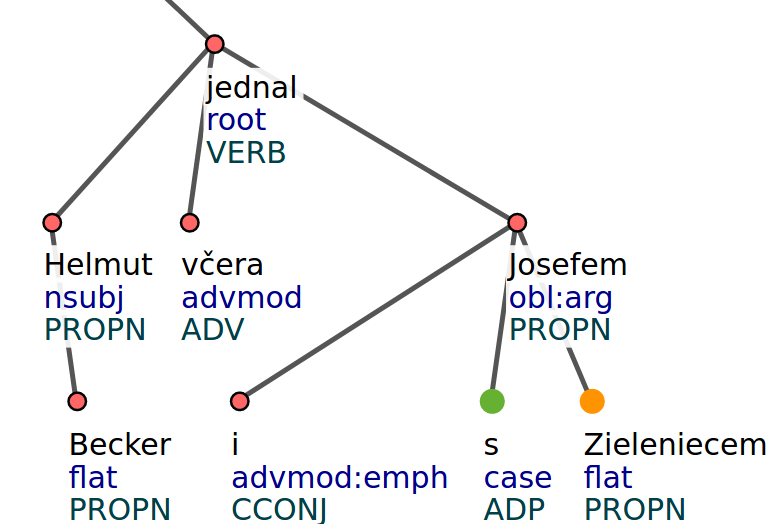 jednal
root
VERB
Helmut
nsubj
PROPN
včera
advmod
ADV
Josefem
obl:arg
PROPN
Becker
flat
PROPN
i
advmod:emph
CCONJ
s
case
ADP
Zieleniecem
flat
PROPN